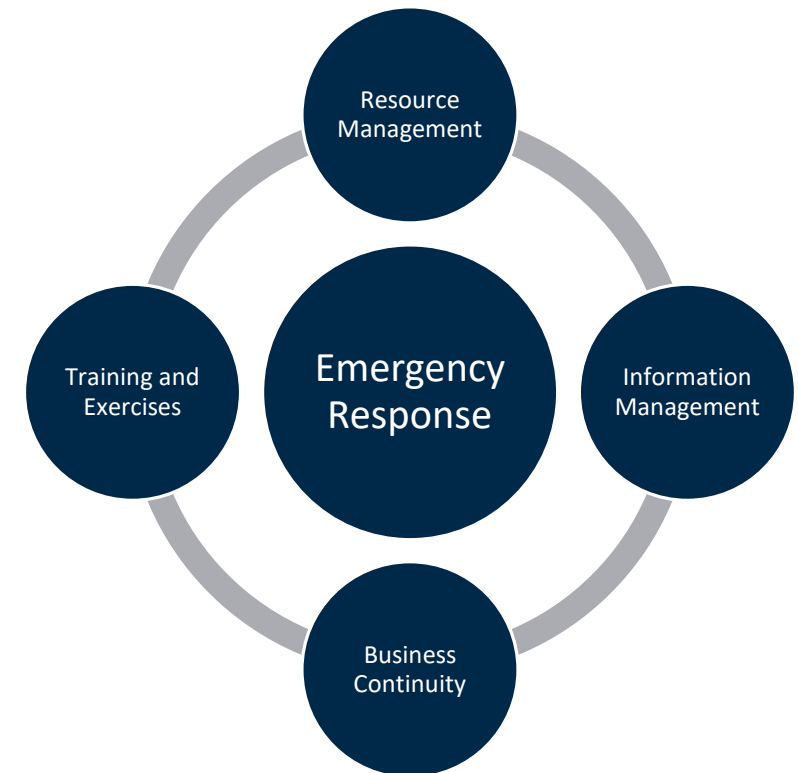 Resource
Management
Training and
Exercises
Emergency
Response
Information
Management
Business
Continuity